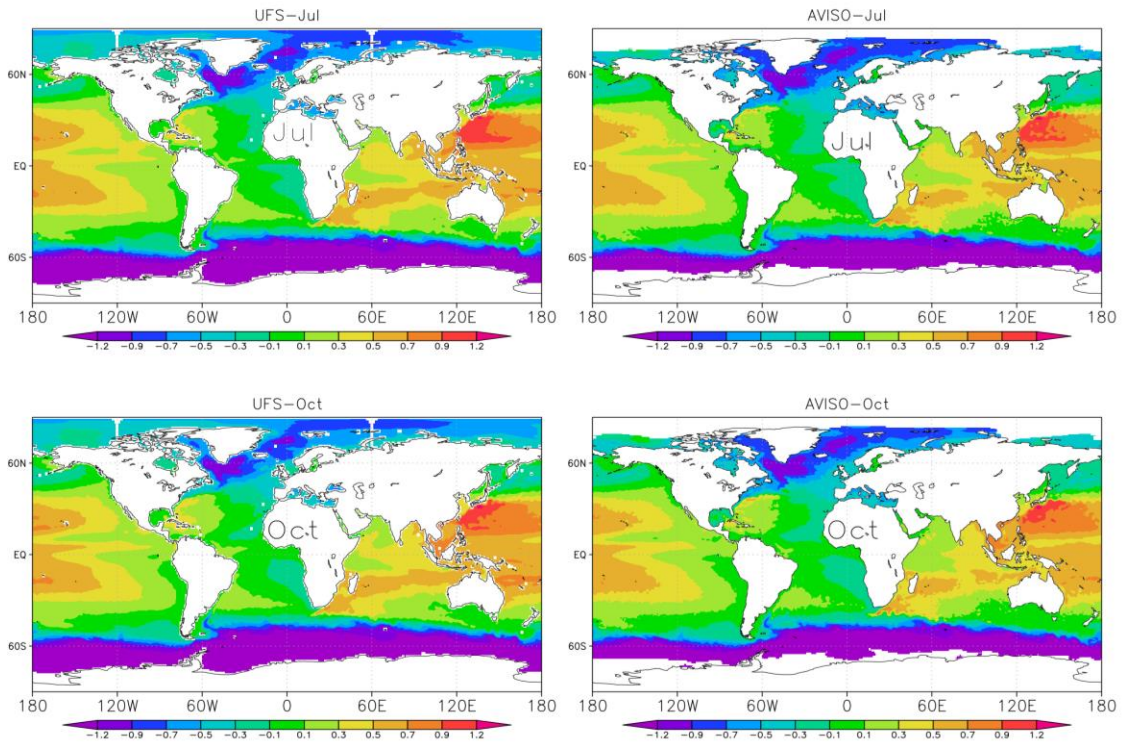 UFS-Jul AVISO-Jul
60N 60N
Jul Jul
EQ EQ
60S 60S
180 120W 60W 0 60E 120E 180 180 120W 60W 0 60E 120E 180
-1.2 -0.9 -0.7 -0.5 -0.3 -0.1 0.1 0.3 0.5 0.7 0.9 1.2 -1.2 -0.9 -0.7 -0.5 -0.3 -0.1 0.1 0.3 0.5 0.7 0.9 1.2
UFS-Oct AVISO-Oct
60N 60N
Oct Oct
EQ EQ
60S 60S
180 120W 60W 0 60E 120E 180 180 120W 60W 0 60E 120E 180
-1.2 -0.9 -0.7 -0.5 -0.3 -0.1 0.1 0.3 0.5 0.7 0.9 1.2 -1.2 -0.9 -0.7 -0.5 -0.3 -0.1 0.1 0.3 0.5 0.7 0.9 1.2